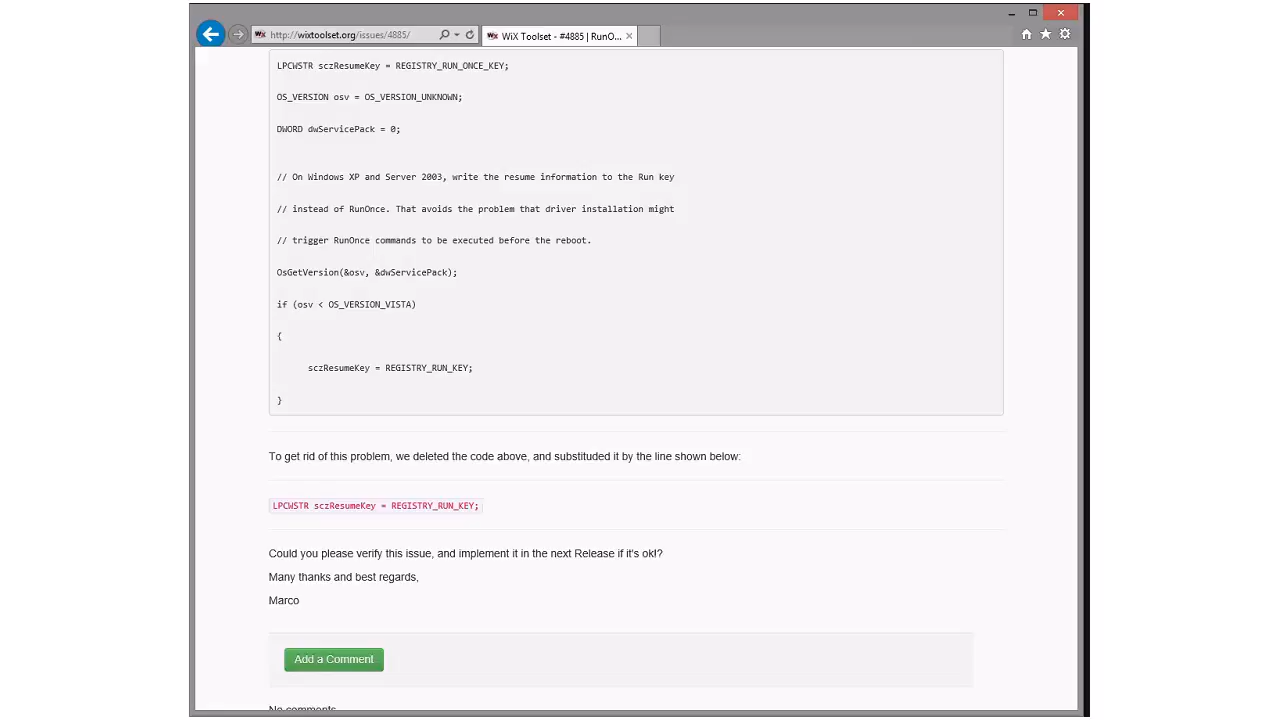 http://wixtoolset.org/issues/4885/
WiX Toolset - #4885 | RunO...
LPCWSTR sczResumeKey = REGISTRY_RUN_ONCE_KEY;
OS_VERSION osv = OS_VERSION_UNKNOWN;
DWORD dwServicePack = 0;
// On Windows XP and Server 2003, write the resume information to the Run key
// instead of RunOnce. That avoids the problem that driver installation might
// trigger RunOnce commands to be executed before the reboot.
OsGetVersion(&osv, &dwServicePack);
if (osv < OS_VERSION_VISTA)
{
sczResumeKey = REGISTRY_RUN_KEY;
}
To get rid of this problem, we deleted the code above, and substituded it by the line shown below:
LPCWSTR sczResumeKey = REGISTRY_RUN_KEY;
Could you please verify this issue, and implement it in the next Release if it's ok!?
Many thanks and best regards,
Marco
Add a Comment
No comments